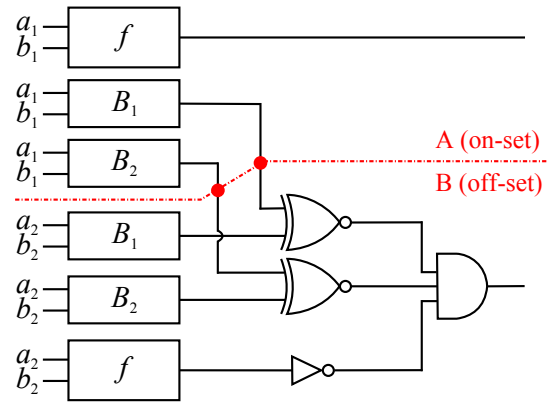 a₁ b₁ f
a₁ b₁ B₁
A (on-set)
a₁ b₁ B₂
B (off-set)
a₂ b₂ B₁
a₂ b₂ B₂
a₂ b₂ f